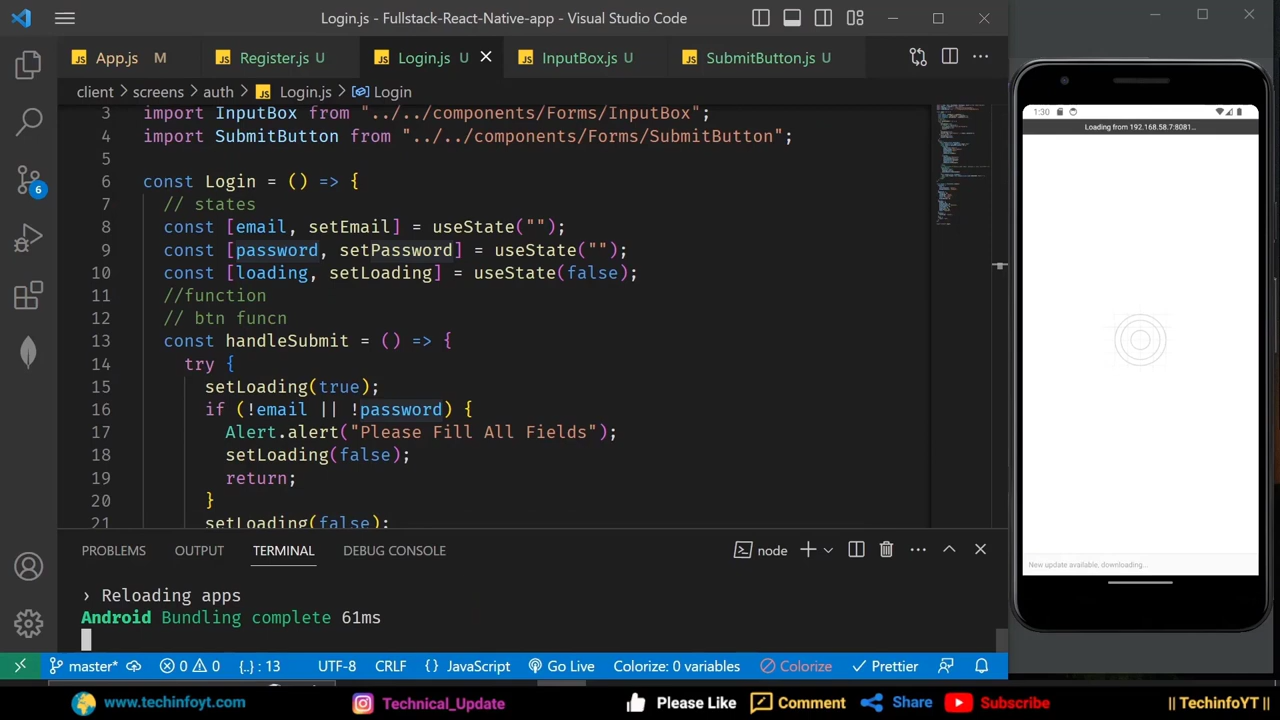 Login.js - Fullstack-React-Native-app - Visual Studio Code
App.js M
Register.js U
Login.js U
InputBox.js U
SubmitButton.js U
client > screens > auth > Login.js > Login
3 import InputBox from "../../components/Forms/InputBox";
4 import SubmitButton from "../../components/Forms/SubmitButton";
5
6 const Login = () => {
7 // states
8 const [email, setEmail] = useState("");
9 const [password, setPassword] = useState("");
10 const [loading, setLoading] = useState(false);
11 //function
12 // btn funcn
13 const handleSubmit = () => {
14 try {
15 setLoading(true);
16 if (!email || !password) {
17 Alert.alert("Please Fill All Fields");
18 setLoading(false);
19 return;
20 }
21 setLoading(false);
6
PROBLEMS OUTPUT TERMINAL DEBUG CONSOLE
node
› Reloading apps
Android Bundling complete 61ms
master* 0 0 {..} : 13 UTF-8 CRLF {} JavaScript Go Live Colorize: 0 variables Colorize Prettier
1:30
Loading from 192.168.58.7:8081...
New update available, downloading...
www.techinfoyt.com Technical_Update Please Like Comment Share Subscribe || TechinfoYT ||